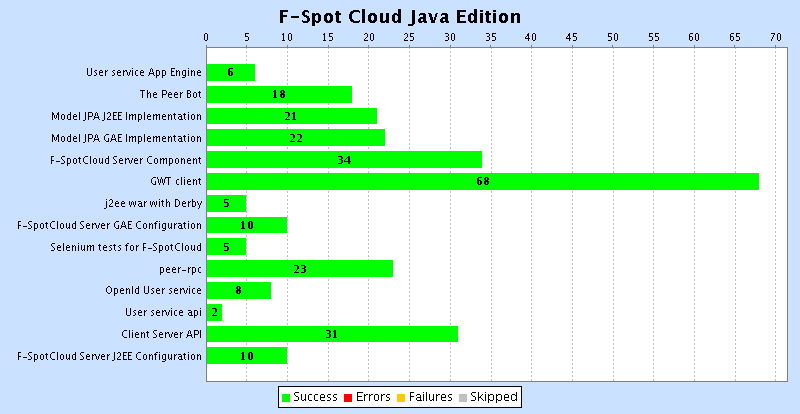 F-Spot Cloud Java Edition
0 5 10 15 20 25 30 35 40 45 50 55 60 65 70
User service App Engine 6
The Peer Bot 18
Model JPA J2EE Implementation 21
Model JPA GAE Implementation 22
F-SpotCloud Server Component 34
GWT client 68
j2ee war with Derby 5
F-SpotCloud Server GAE Configuration 10
Selenium tests for F-SpotCloud 5
peer-rpc 23
OpenId User service 8
User service api 2
Client Server API 31
F-SpotCloud Server J2EE Configuration 10
Success Errors Failures Skipped